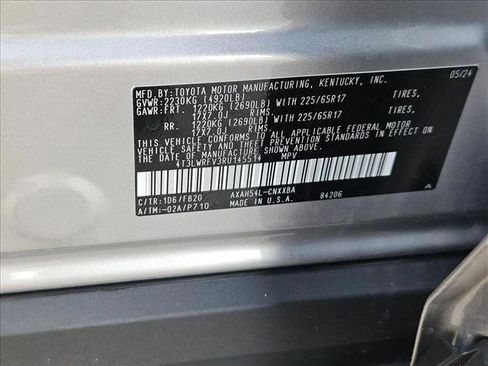 MFD. BY: TOYOTA MOTOR MANUFACTURING, KENTUCKY, INC. 05/24
GVWR: 2230KG (4920LB)
GAWR: FRT. 1220KG (2690LB) WITH 225/65R17 TIRES,
17X7.0J RIMS
RR. 1220KG (2690LB) WITH 225/65R17 TIRES,
17X7.0J RIMS
THIS VEHICLE CONFORMS TO ALL APPLICABLE FEDERAL MOTOR
VEHICLE SAFETY AND THEFT PREVENTION STANDARDS IN EFFECT
ON THE DATE OF MANUFACTURE SHOWN ABOVE.
4T3LWRFV3RU145514 MPV
C/TR: 1D6/FB20 AXAH54L-CNXXBA 84206 A
A/TM: -02A/P710 MADE IN U.S.A.